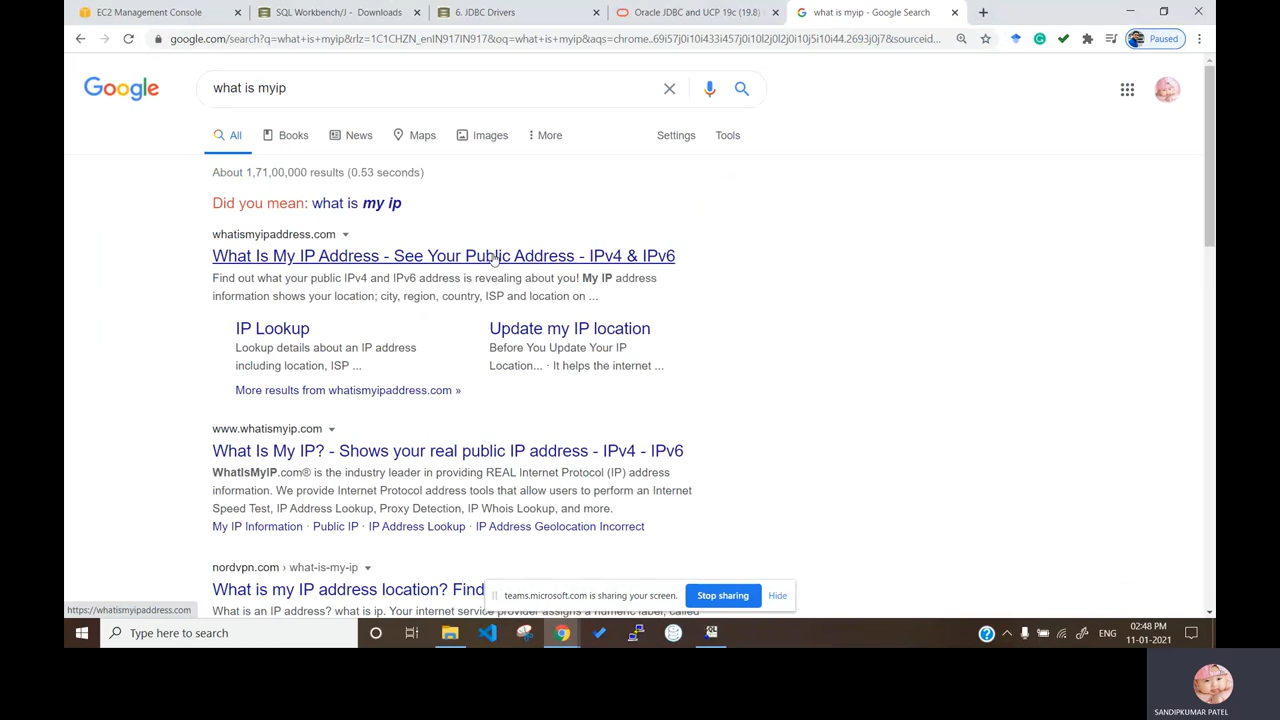 EC2 Management Console
SQL Workbench/J - Downloads
6. JDBC Drivers
Oracle JDBC and UCP 19c (19.8)
what is myip - Google Search
google.com/search?q=what+is+myip&rlz=1C1CHZN_enIN917IN917&oq=what+is+myip&aqs=chrome..69i57j0i10i433i457j0i10l2j0l2j0i10j5i10i44.2693j0j7&sourceid...
Paused
Google
what is myip
All
Books
News
Maps
Images
More
Settings
Tools
About 1,71,00,000 results (0.53 seconds)
Did you mean: what is my ip
whatismyipaddress.com
What Is My IP Address - See Your Public Address - IPv4 & IPv6
Find out what your public IPv4 and IPv6 address is revealing about you! My IP address
information shows your location; city, region, country, ISP and location on ...
IP Lookup
Lookup details about an IP address
including location, ISP ...
Update my IP location
Before You Update Your IP
Location... · It helps the internet ...
More results from whatismyipaddress.com »
www.whatismyip.com
What Is My IP? - Shows your real public IP address - IPv4 - IPv6
WhatIsMyIP.com® is the industry leader in providing REAL Internet Protocol (IP) address
information. We provide Internet Protocol address tools that allow users to perform an Internet
Speed Test, IP Address Lookup, Proxy Detection, IP Whois Lookup, and more.
My IP Information · Public IP · IP Address Lookup · IP Address Geolocation Incorrect
nordvpn.com › what-is-my-ip
What is my IP address location? Find
teams.microsoft.com is sharing your screen.
Stop sharing
Hide
https://whatismyipaddress.com
What is an IP address? what is ip. Your internet service provider assigns a numeric label, called
Type here to search
ENG
02:48 PM
11-01-2021
SANDIPKUMAR PATEL